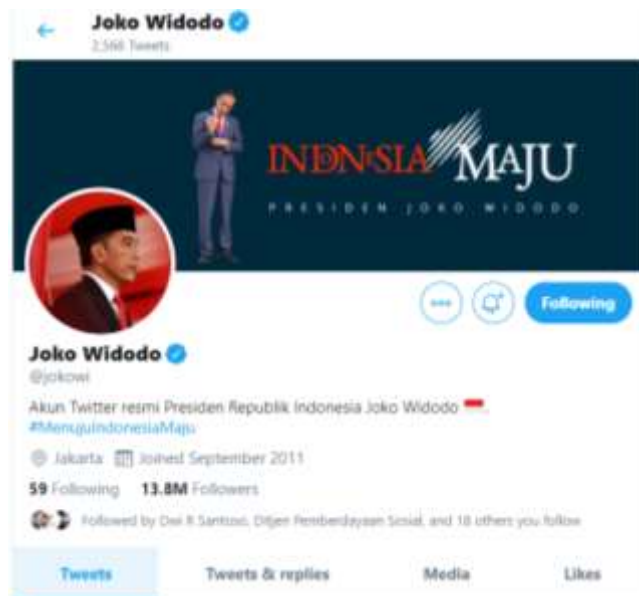 Joko Widodo
2,566 Tweets
INDONESIA MAJU
PRESIDEN JOKO WIDODO
Following
Joko Widodo
@jokowi
Akun Twitter resmi Presiden Republik Indonesia Joko Widodo 🇮🇩.
#MenujuIndonesiaMaju
Jakarta Joined September 2011
59 Following 13.8M Followers
Followed by Dwi R Santoso, Ditjen Pemberdayaan Sosial, and 18 others you follow
Tweets Tweets & replies Media Likes